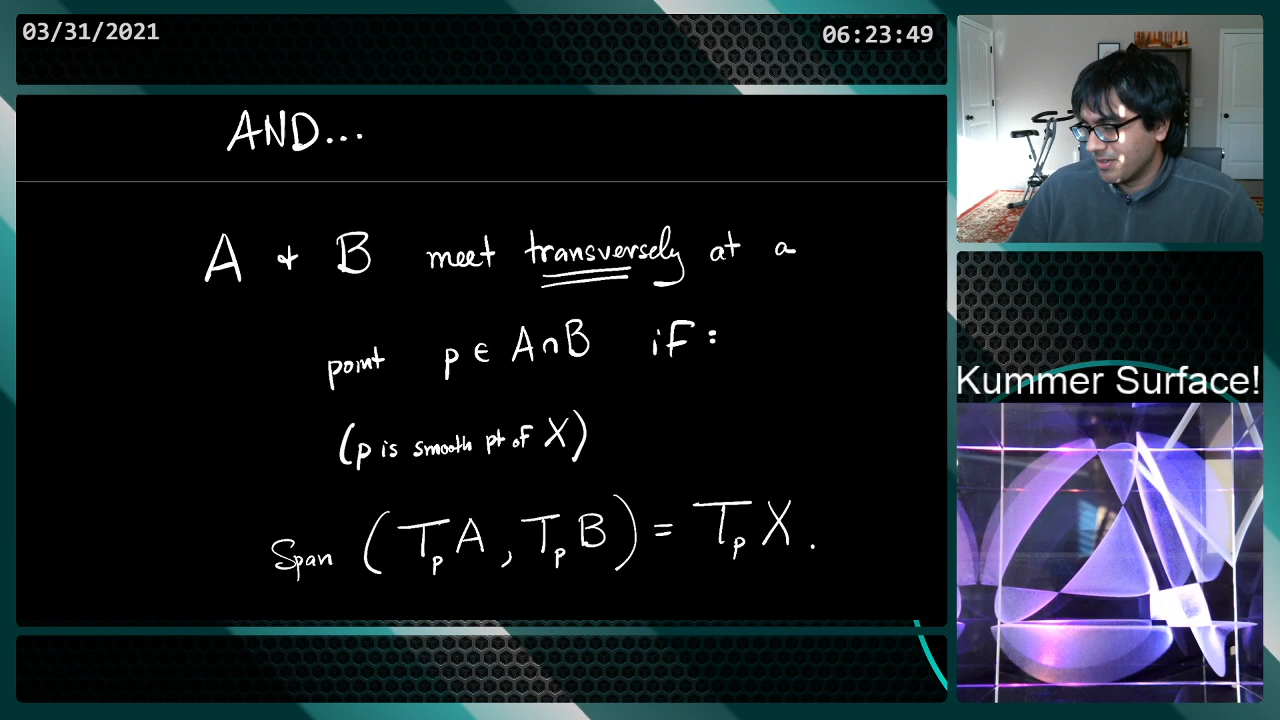 03/31/2021
06:23:49
AND...
A + B meet transversely at a
point p ∈ A∩B if:
(p is smooth pt of X)
Span (TₚA, TₚB) = TₚX.
Kummer Surface!